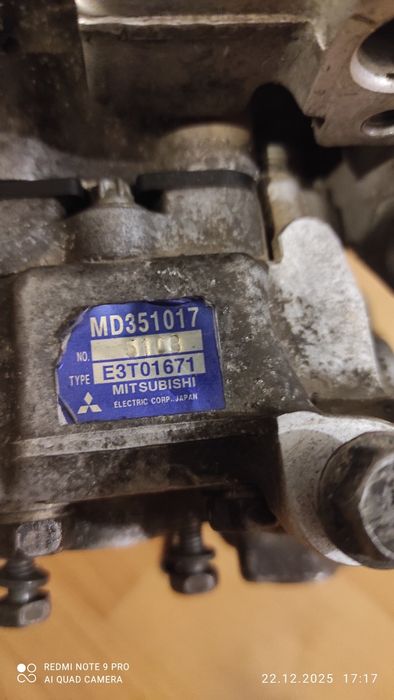 MD351017
NO.
TYPE E3T01671
MITSUBISHI
ELECTRIC CORP. JAPAN
REDMI NOTE 9 PRO
AI QUAD CAMERA
22.12.2025 17:17